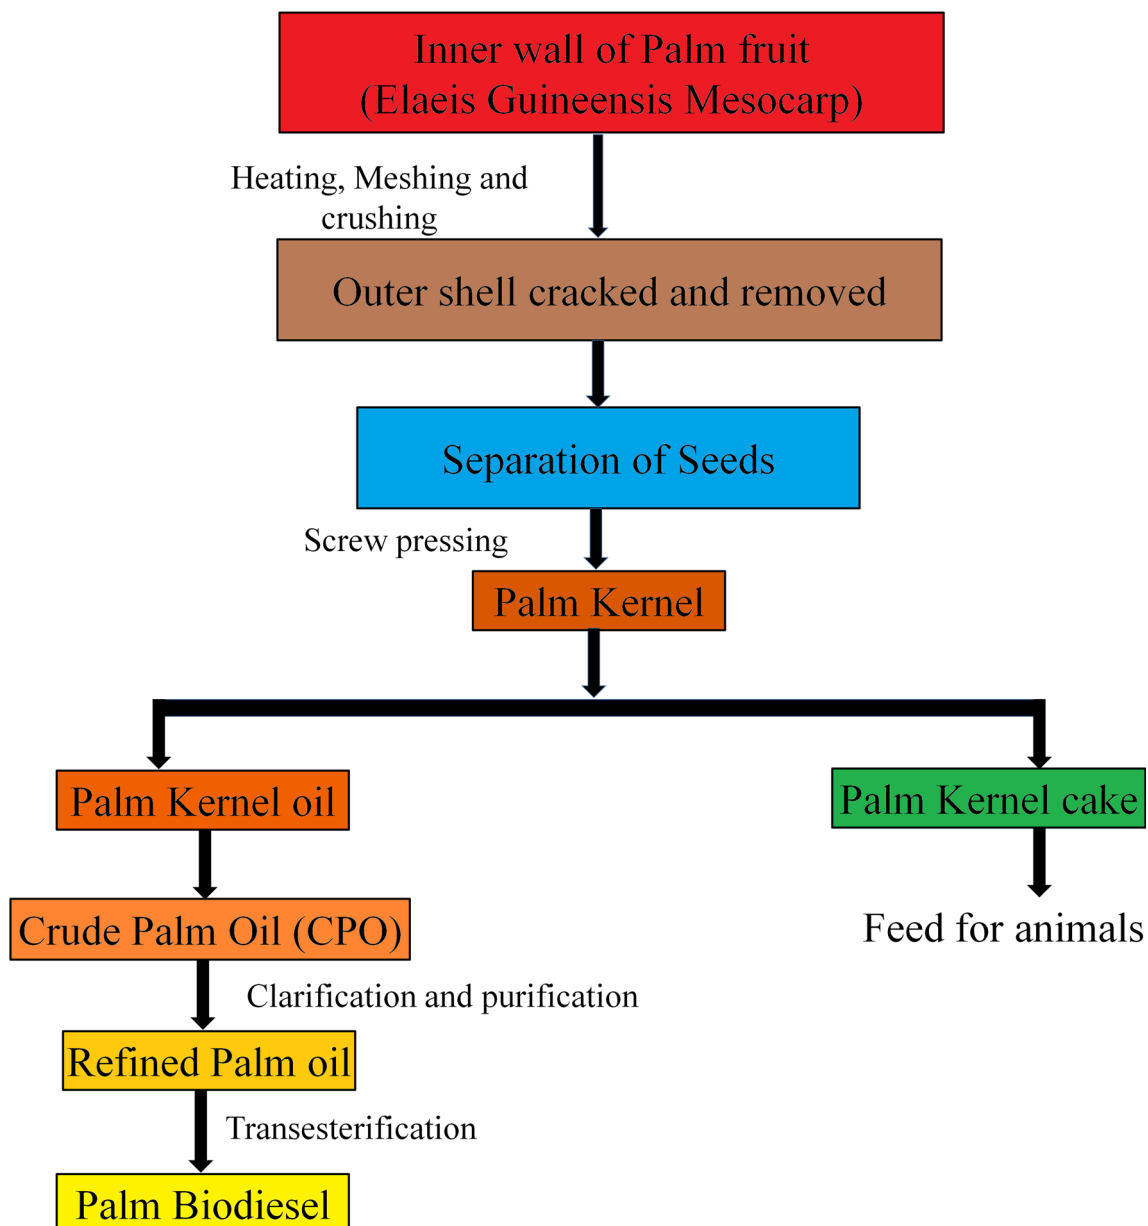 Inner wall of Palm fruit
(Elaeis Guineensis Mesocarp)
Heating, Meshing and
crushing
Outer shell cracked and removed
Separation of Seeds
Screw pressing
Palm Kernel
Palm Kernel oil
Palm Kernel cake
Crude Palm Oil (CPO)
Feed for animals
Clarification and purification
Refined Palm oil
Transesterification
Palm Biodiesel